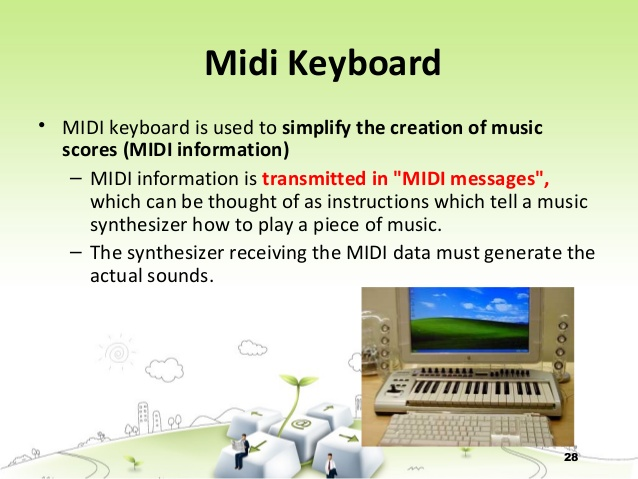 Midi Keyboard
• MIDI keyboard is used to simplify the creation of music
scores (MIDI information)
– MIDI information is transmitted in "MIDI messages",
which can be thought of as instructions which tell a music
synthesizer how to play a piece of music.
– The synthesizer receiving the MIDI data must generate the
actual sounds.
@
28